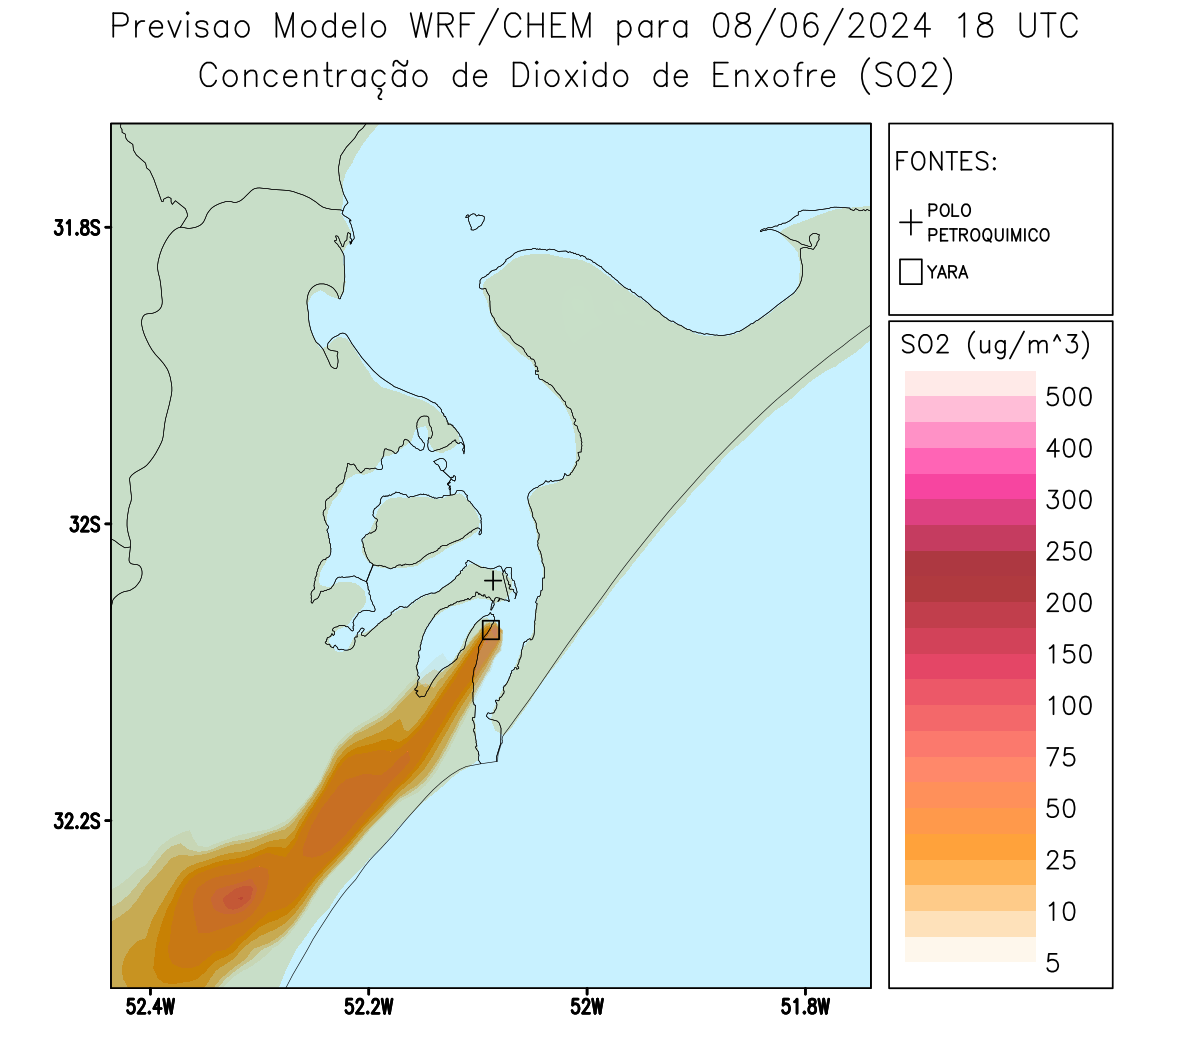 Previsao Modelo WRF/CHEM para 08/06/2024 18 UTC
Concentração de Dioxido de Enxofre (SO2)
FONTES:
POLO
PETROQUIMICO
YARA
31.8S
32S
32.2S
52.4W
52.2W
52W
51.8W
SO2 (ug/m^3)
500
400
300
250
200
150
100
75
50
25
10
5